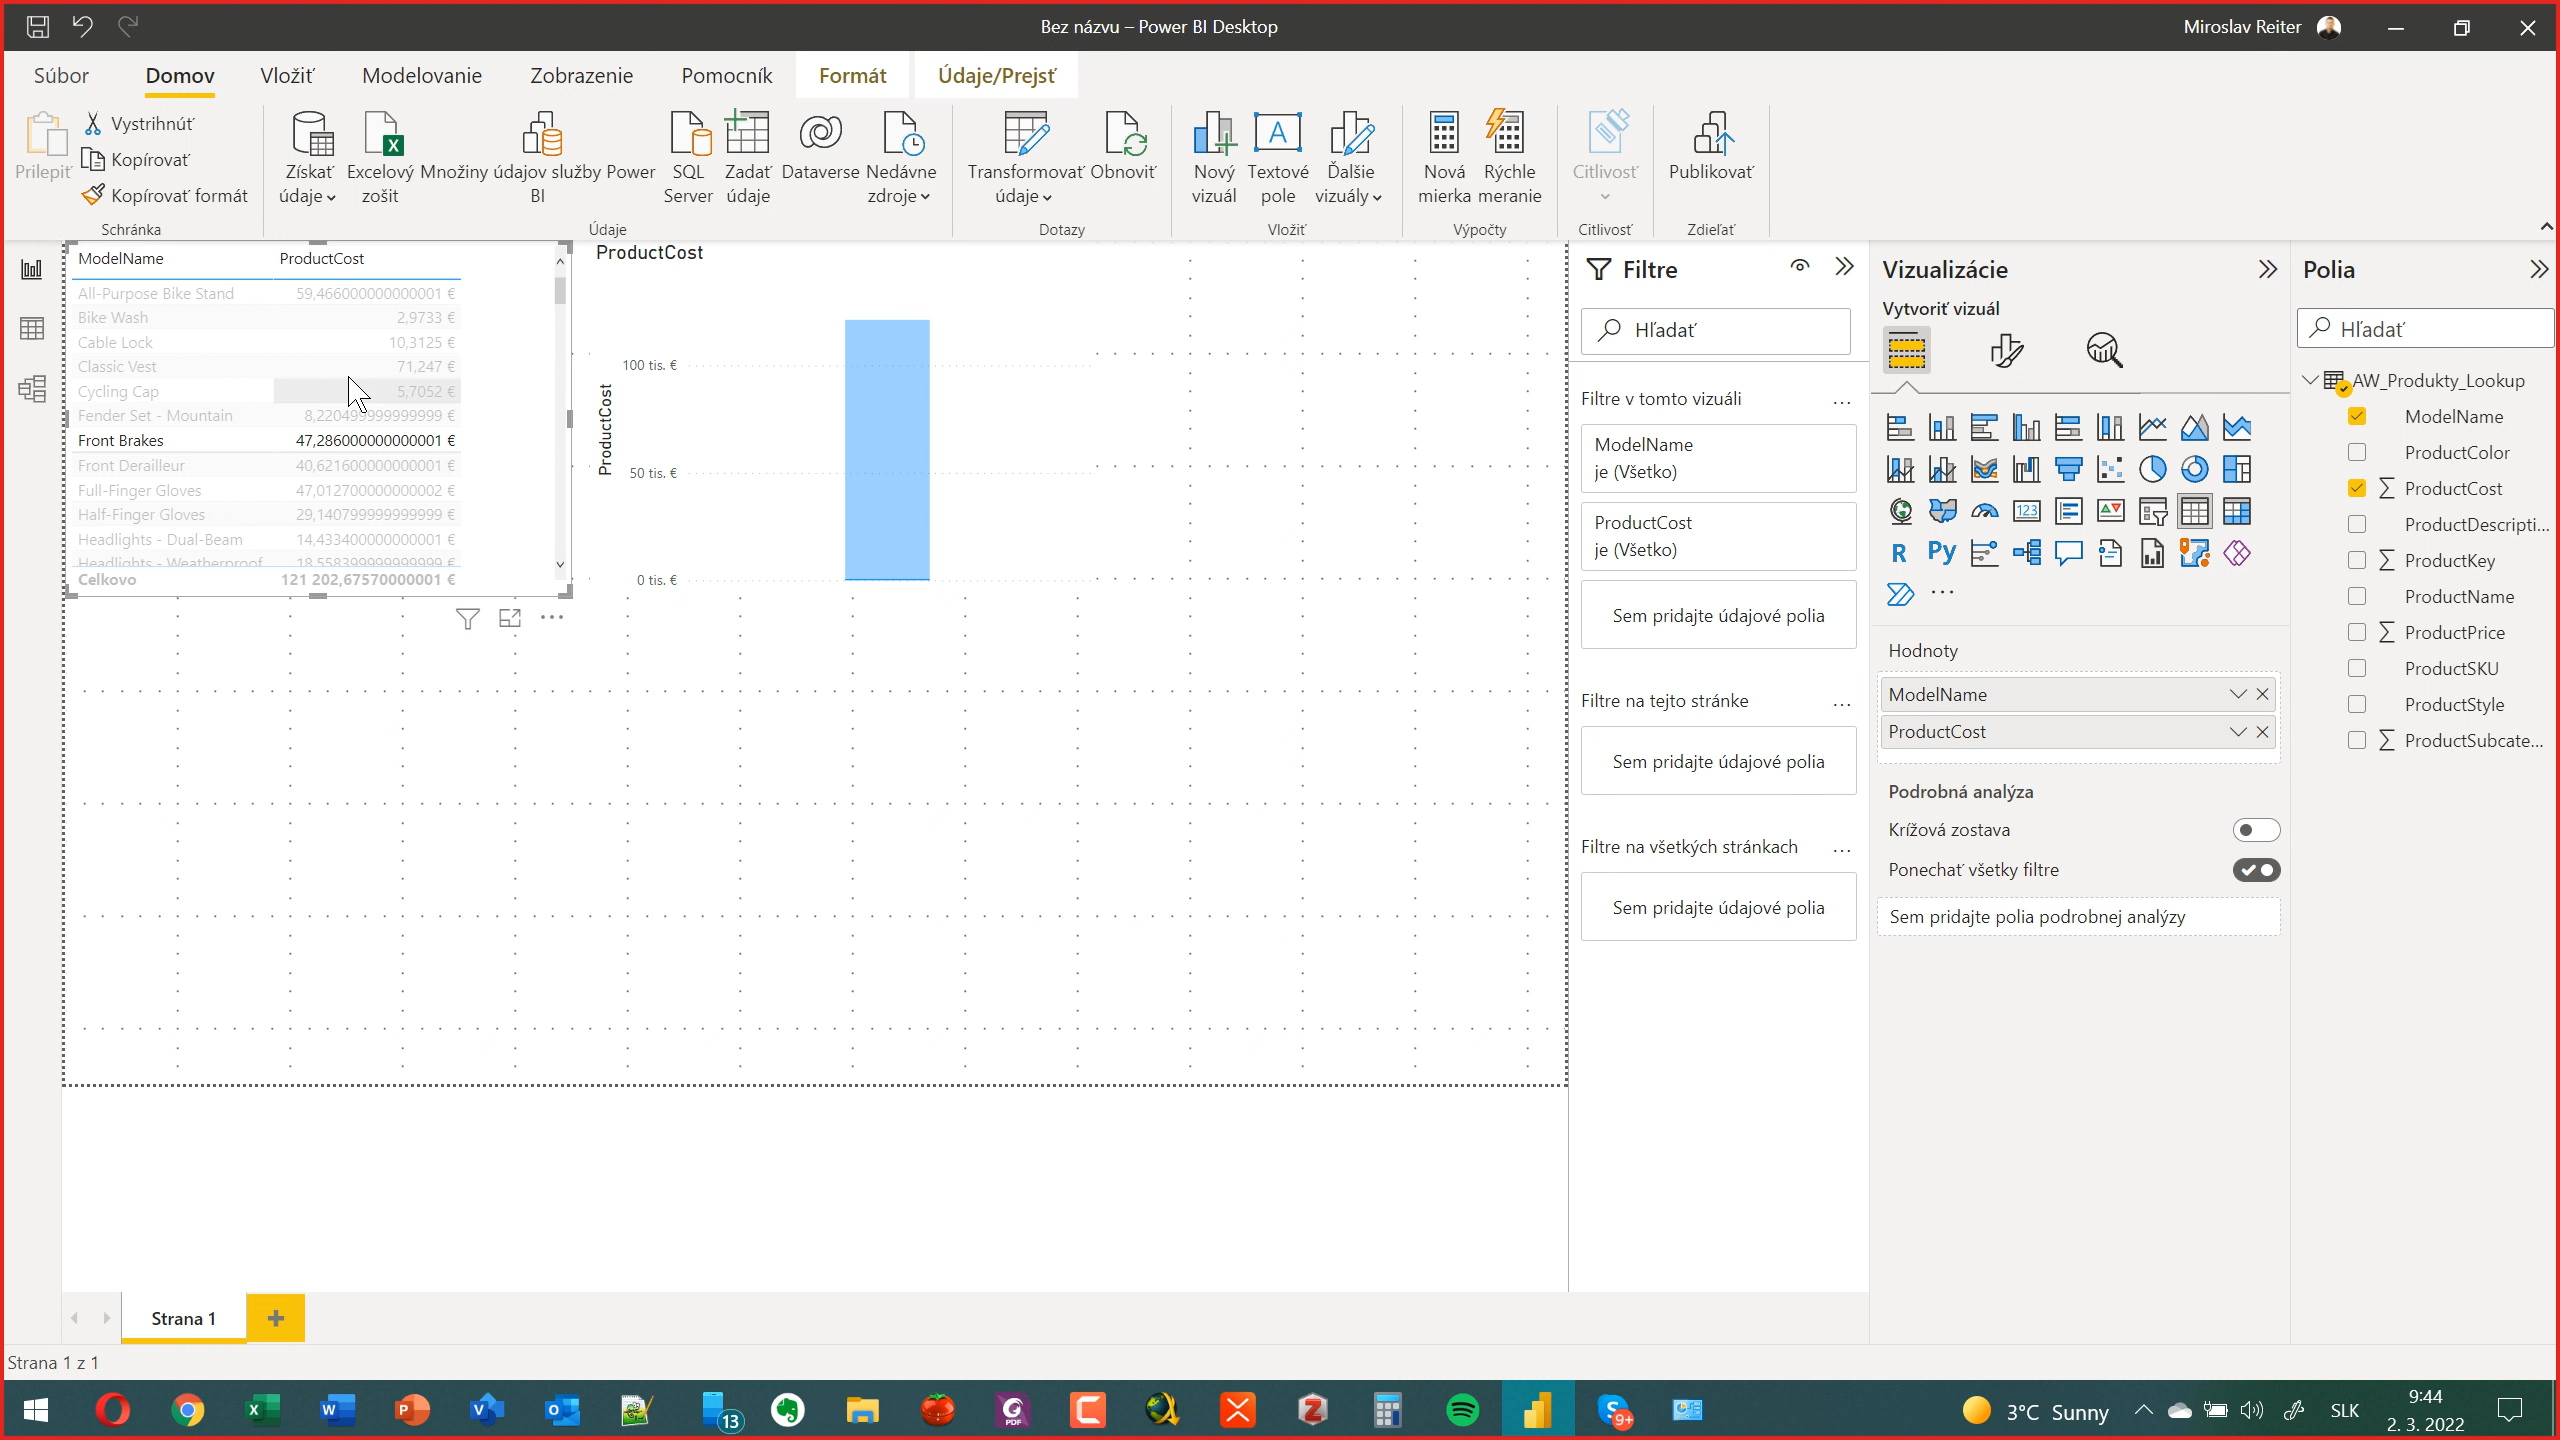 Bez názvu – Power BI Desktop
Miroslav Reiter
Súbor
Domov
Vložiť
Modelovanie
Zobrazenie
Pomocník
Formát
Údaje/Prejsť
Prilepiť
Vystrihnúť
Kopírovať
Kopírovať formát
Schránka
Získať údaje
Excelový zošit
Množiny údajov služby Power BI
SQL Server
Zadať údaje
Dataverse
Nedávne zdroje
Údaje
Transformovať údaje
Obnoviť
Dotazy
Nový vizuál
A
Textové pole
Ďalšie vizuály
Vložiť
Nová mierka
Rýchle meranie
Výpočty
Citlivosť
Citlivosť
Publikovať
Zdieľať
ModelName ProductCost
All-Purpose Bike Stand 59,466000000000001 €
Bike Wash 2,9733 €
Cable Lock 10,3125 €
Classic Vest 71,247 €
Cycling Cap 5,7052 €
Fender Set - Mountain 8,220499999999999 €
Front Brakes 47,286000000000001 €
Front Derailleur 40,621600000000001 €
Full-Finger Gloves 47,012700000000002 €
Half-Finger Gloves 29,140799999999999 €
Headlights - Dual-Beam 14,433400000000001 €
Headlights - Weatherproof 18,558399999999999 €
Celkovo 121 202,67570000001 €
ProductCost
ProductCost
100 tis. €
50 tis. €
0 tis. €
Filtre
Hľadať
Filtre v tomto vizuáli ...
ModelName
je (Všetko)
ProductCost
je (Všetko)
Sem pridajte údajové polia
Filtre na tejto stránke ...
Sem pridajte údajové polia
Filtre na všetkých stránkach ...
Sem pridajte údajové polia
Vizualizácie
Vytvoriť vizuál
123
R
Py
...
Hodnoty
ModelName
ProductCost
Podrobná analýza
Krížová zostava
Ponechať všetky filtre
Sem pridajte polia podrobnej analýzy
Polia
Hľadať
AW_Produkty_Lookup
ModelName
ProductColor
∑ ProductCost
ProductDescripti...
∑ ProductKey
ProductName
∑ ProductPrice
ProductSKU
ProductStyle
∑ ProductSubcate...
Strana 1
+
Strana 1 z 1
13
PDF
9+
3°C Sunny
SLK
9:44
2. 3. 2022